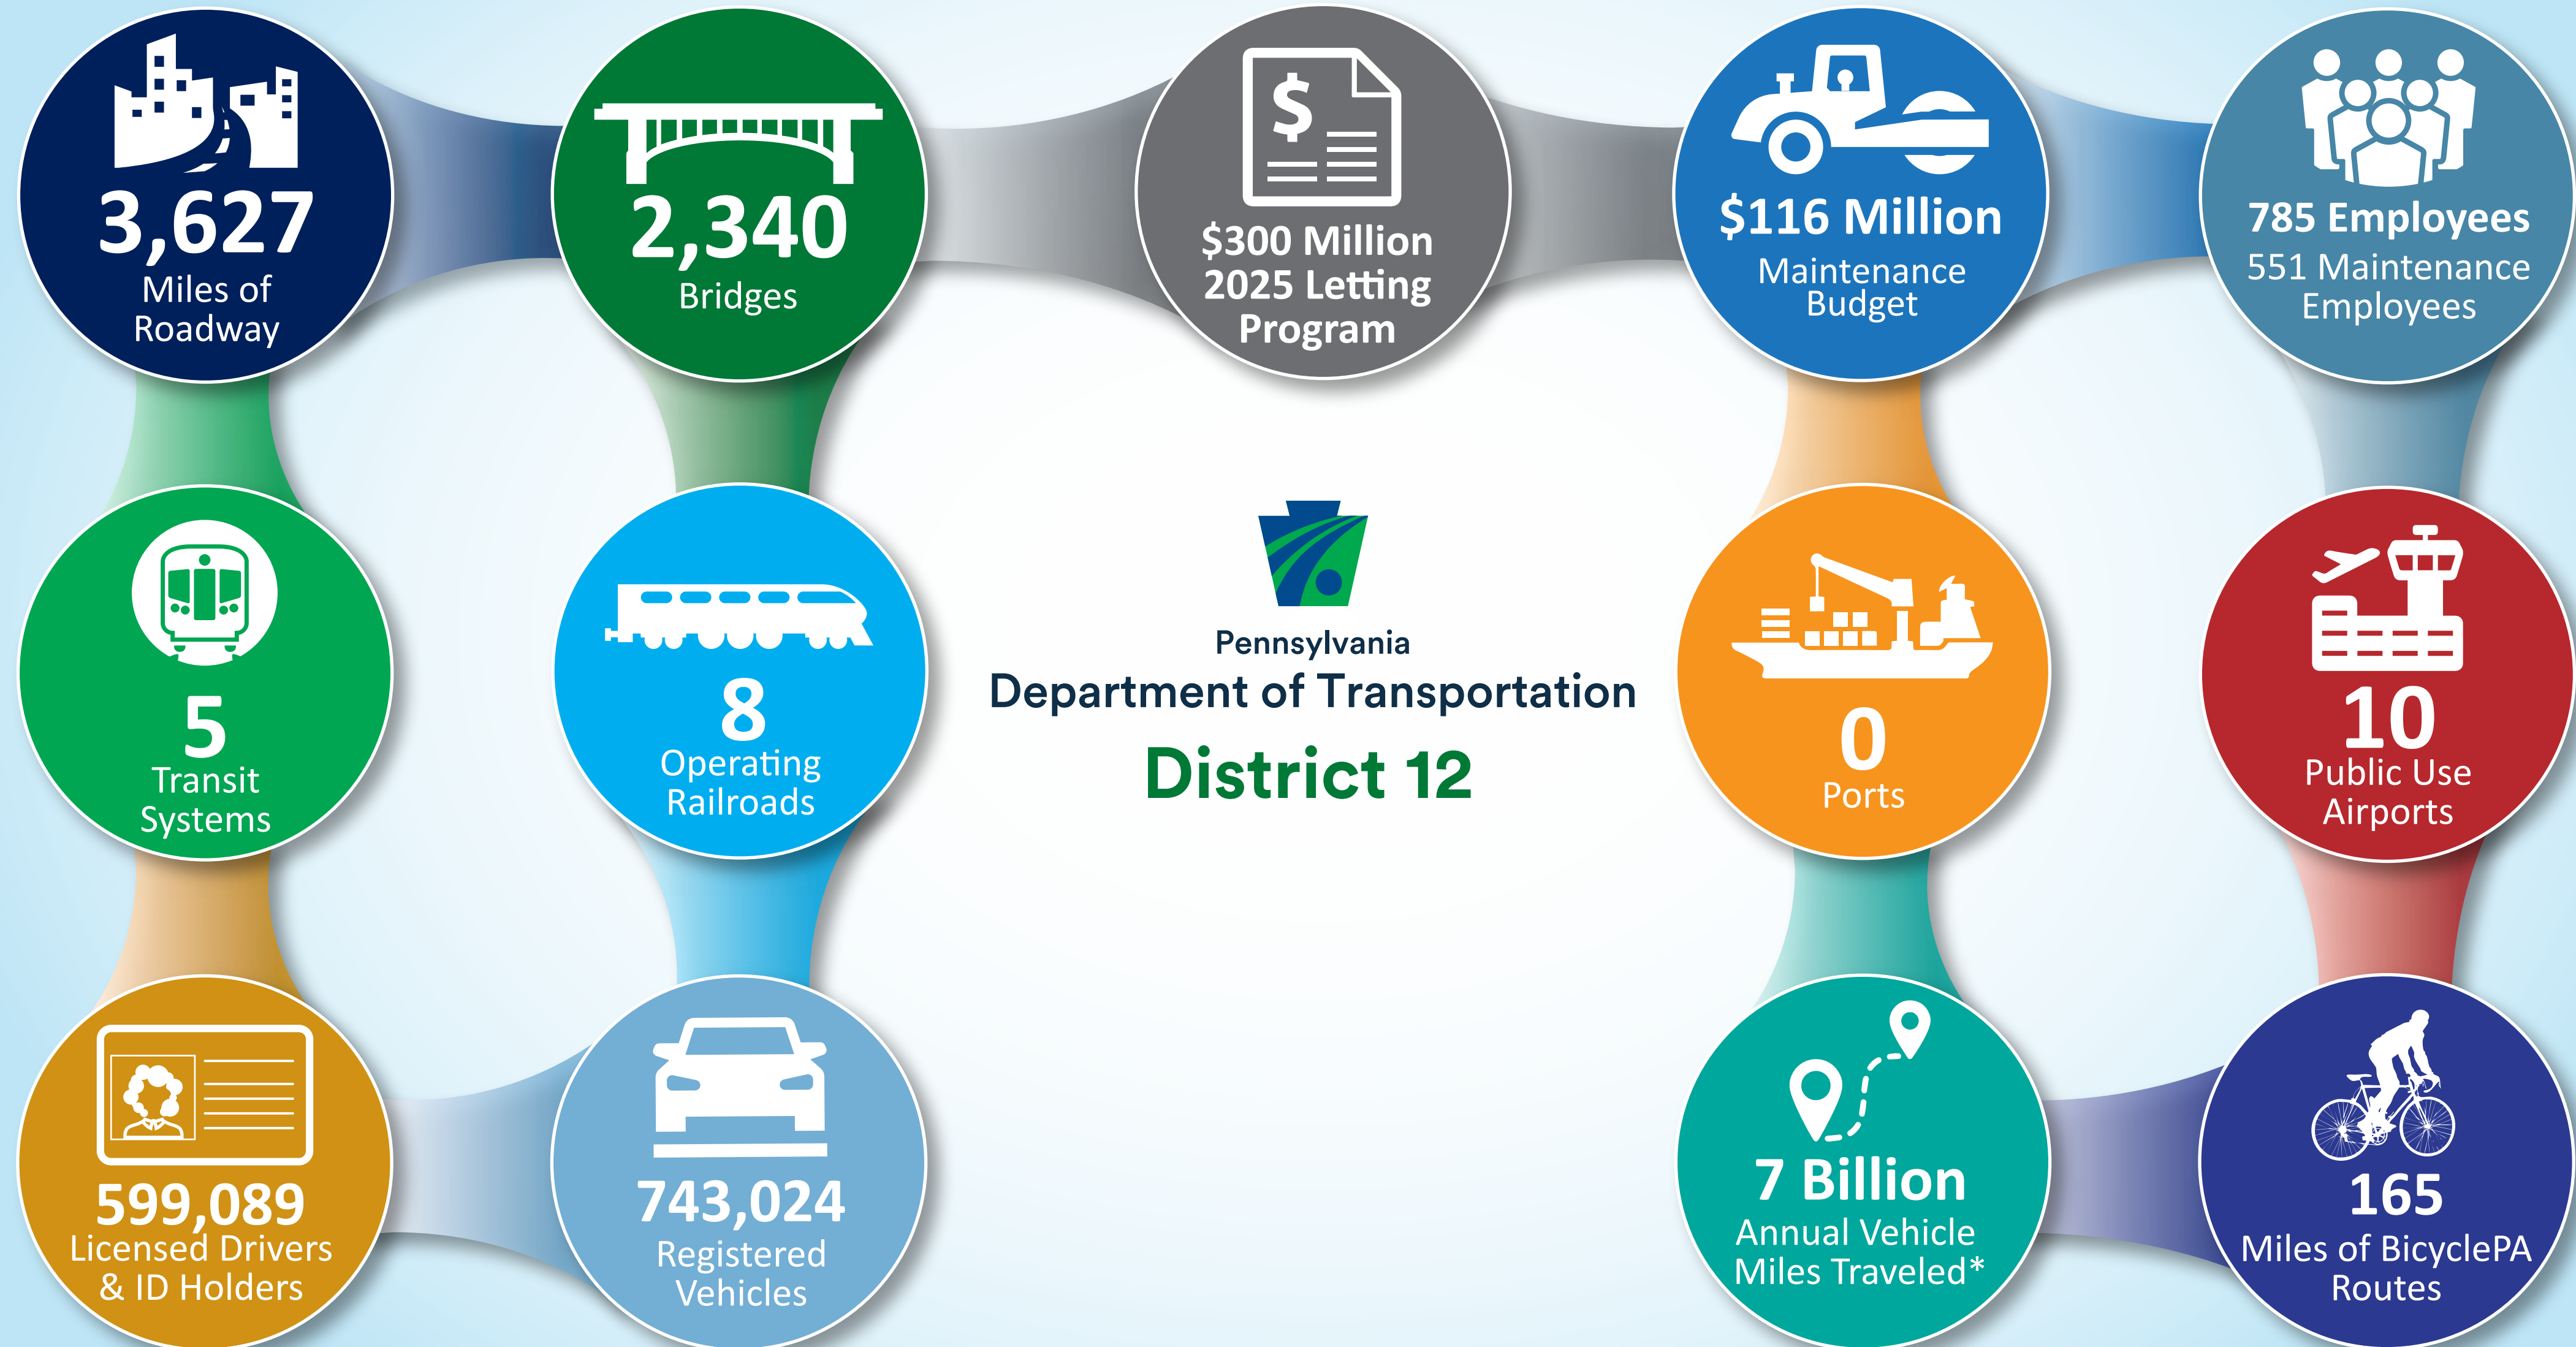 3,627
Miles of
Roadway
2,340
Bridges
$
$300 Million
2025 Letting
Program
$116 Million
Maintenance
Budget
785 Employees
551 Maintenance
Employees
5
Transit
Systems
8
Operating
Railroads
Pennsylvania
Department of Transportation
District 12
0
Ports
10
Public Use
Airports
599,089
Licensed Drivers
& ID Holders
743,024
Registered
Vehicles
7 Billion
Annual Vehicle
Miles Traveled*
165
Miles of BicyclePA
Routes